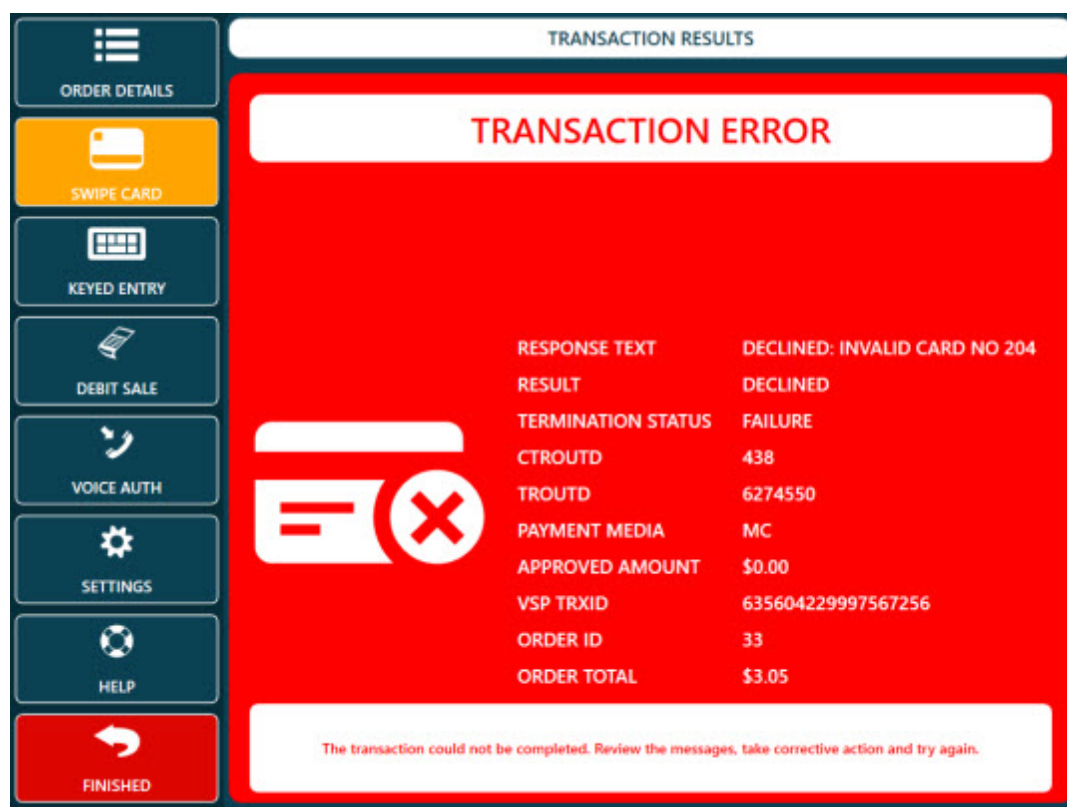 ORDER DETAILS
SWIPE CARD
KEYED ENTRY
DEBIT SALE
VOICE AUTH
SETTINGS
HELP
FINISHED
TRANSACTION RESULTS
TRANSACTION ERROR
RESPONSE TEXT DECLINED: INVALID CARD NO 204
RESULT DECLINED
TERMINATION STATUS FAILURE
CTROUTD 438
TROUTD 6274550
PAYMENT MEDIA MC
APPROVED AMOUNT $0.00
VSP TRXID 635604229997567256
ORDER ID 33
ORDER TOTAL $3.05
The transaction could not be completed. Review the messages, take corrective action and try again.